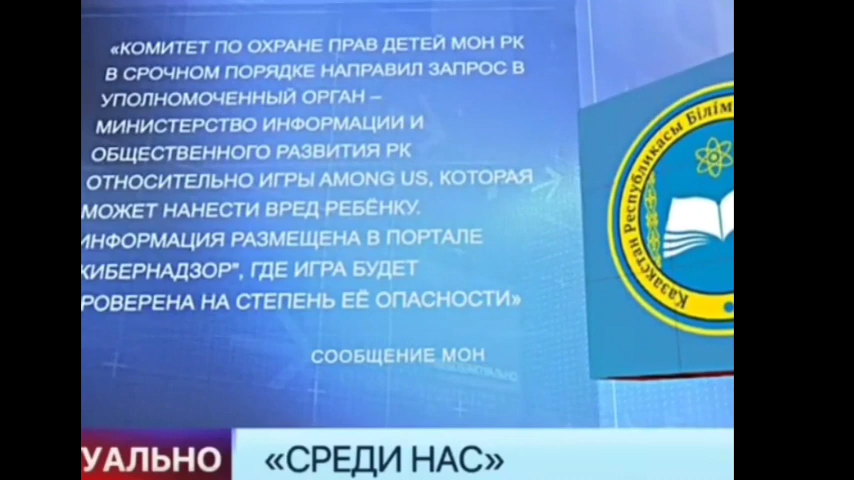 «КОМИТЕТ ПО ОХРАНЕ ПРАВ ДЕТЕЙ МОН РК
В СРОЧНОМ ПОРЯДКЕ НАПРАВИЛ ЗАПРОС В
УПОЛНОМОЧЕННЫЙ ОРГАН –
МИНИСТЕРСТВО ИНФОРМАЦИИ И
ОБЩЕСТВЕННОГО РАЗВИТИЯ РК
ОТНОСИТЕЛЬНО ИГРЫ AMONG US, КОТОРАЯ
МОЖЕТ НАНЕСТИ ВРЕД РЕБЁНКУ.
ИНФОРМАЦИЯ РАЗМЕЩЕНА В ПОРТАЛЕ
КИБЕРНАДЗОР", ГДЕ ИГРА БУДЕТ
РОВЕРЕНА НА СТЕПЕНЬ ЕЁ ОПАСНОСТИ»
СООБЩЕНИЕ МОН
Қазақстан Республикасы Білім
УАЛЬНО
«СРЕДИ НАС»